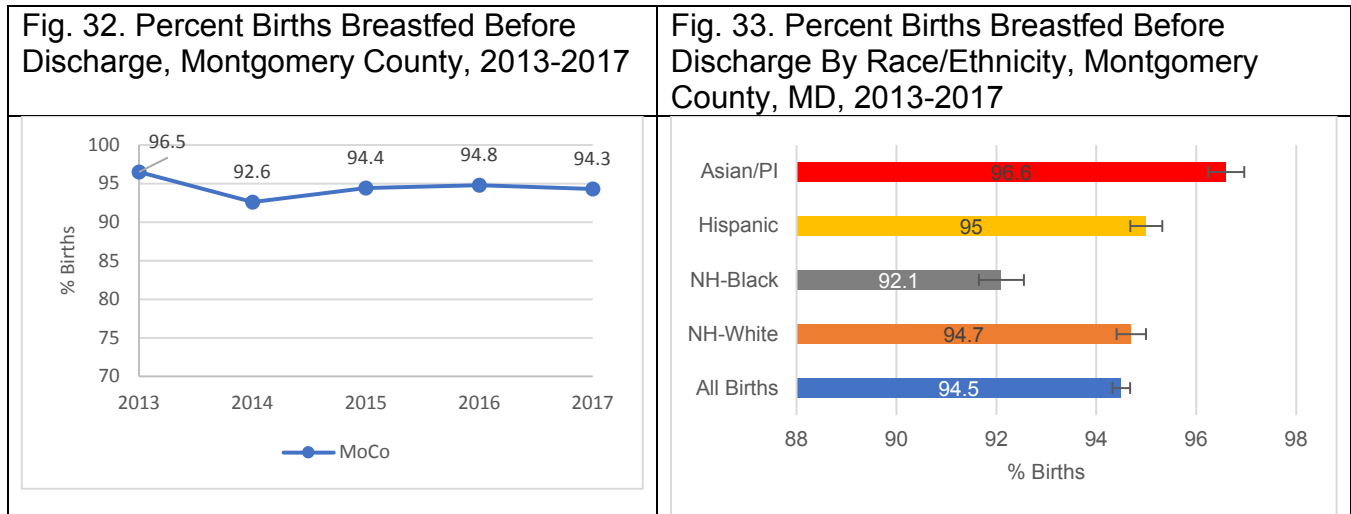 Fig. 32. Percent Births Breastfed Before
Discharge, Montgomery County, 2013-2017
100
95
90
85
80
75
70
% Births
96.5
92.6
94.4
94.8
94.3
2013
2014
2015
2016
2017
MoCo
Fig. 33. Percent Births Breastfed Before
Discharge By Race/Ethnicity, Montgomery
County, MD, 2013-2017
Asian/PI
96.6
Hispanic
95
NH-Black
92.1
NH-White
94.7
All Births
94.5
88
90
92
94
96
98
% Births